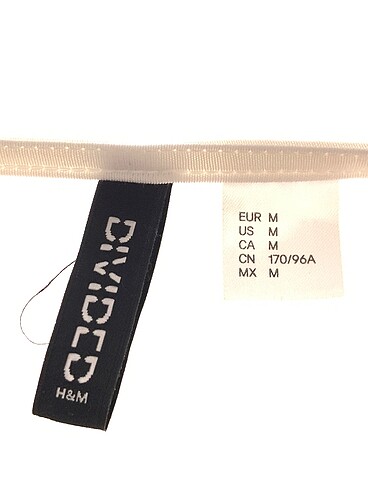 DIVIDED
H&M
EUR M
US M
CA M
CN 170/96A
MX M